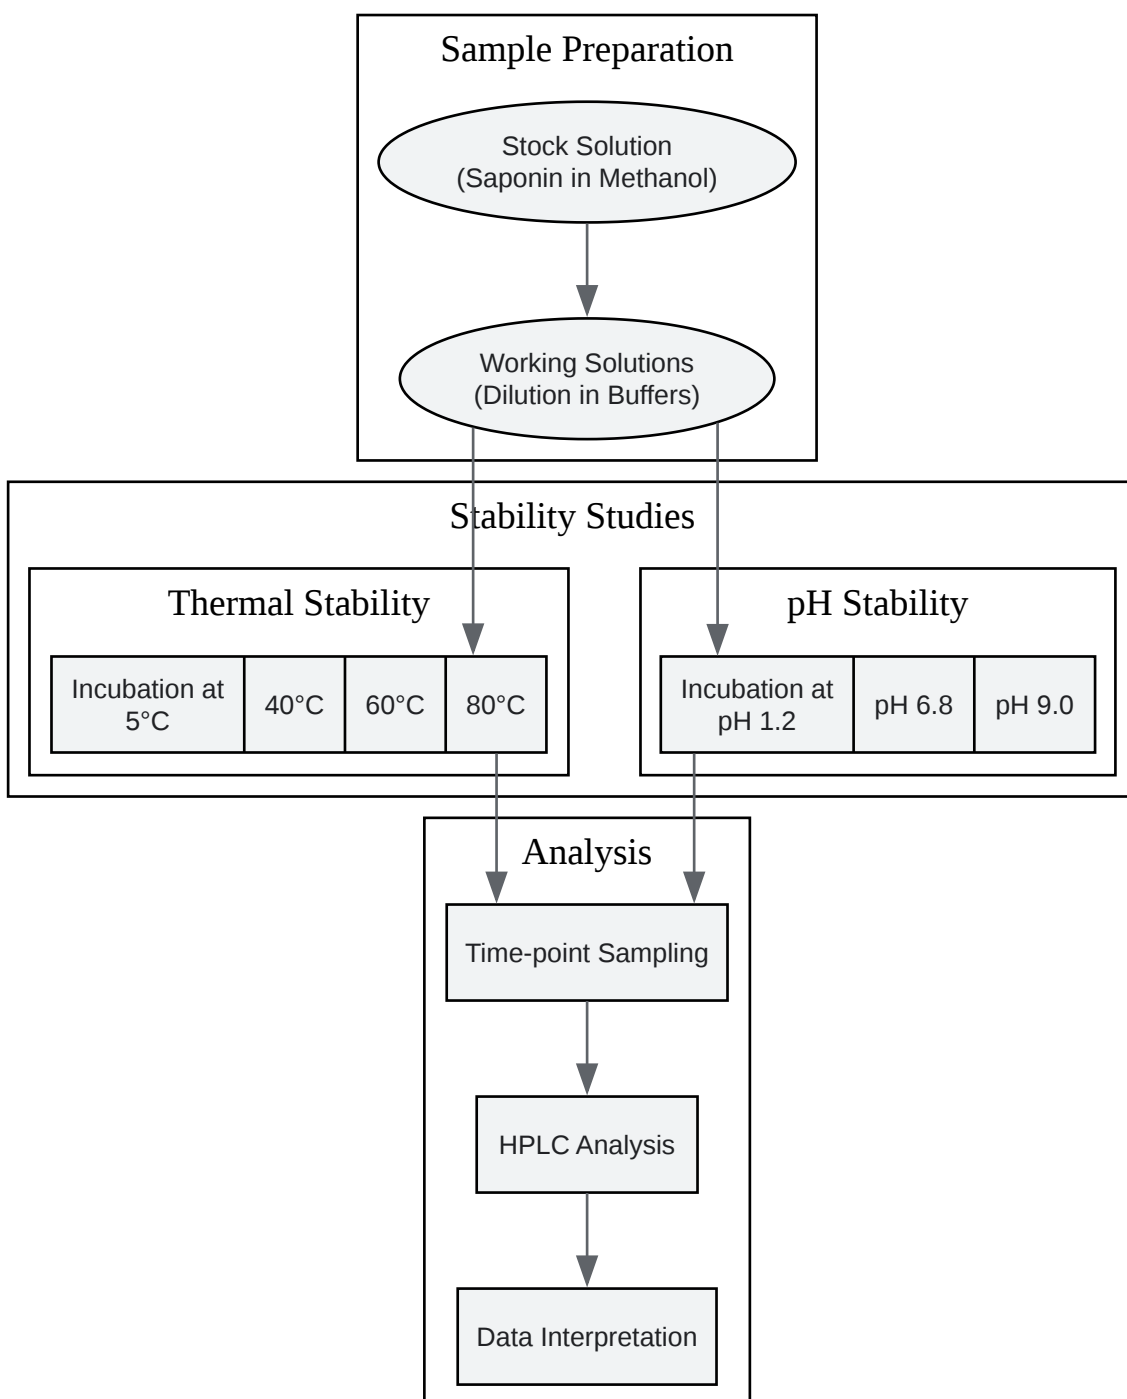 Sample Preparation
Stock Solution
(Saponin in Methanol)
Working Solutions
(Dilution in Buffers)
Stability Studies
Thermal Stability
Incubation at
5°C
40°C
60°C
80°C
pH Stability
Incubation at
pH 1.2
pH 6.8
pH 9.0
Analysis
Time-point Sampling
HPLC Analysis
Data Interpretation